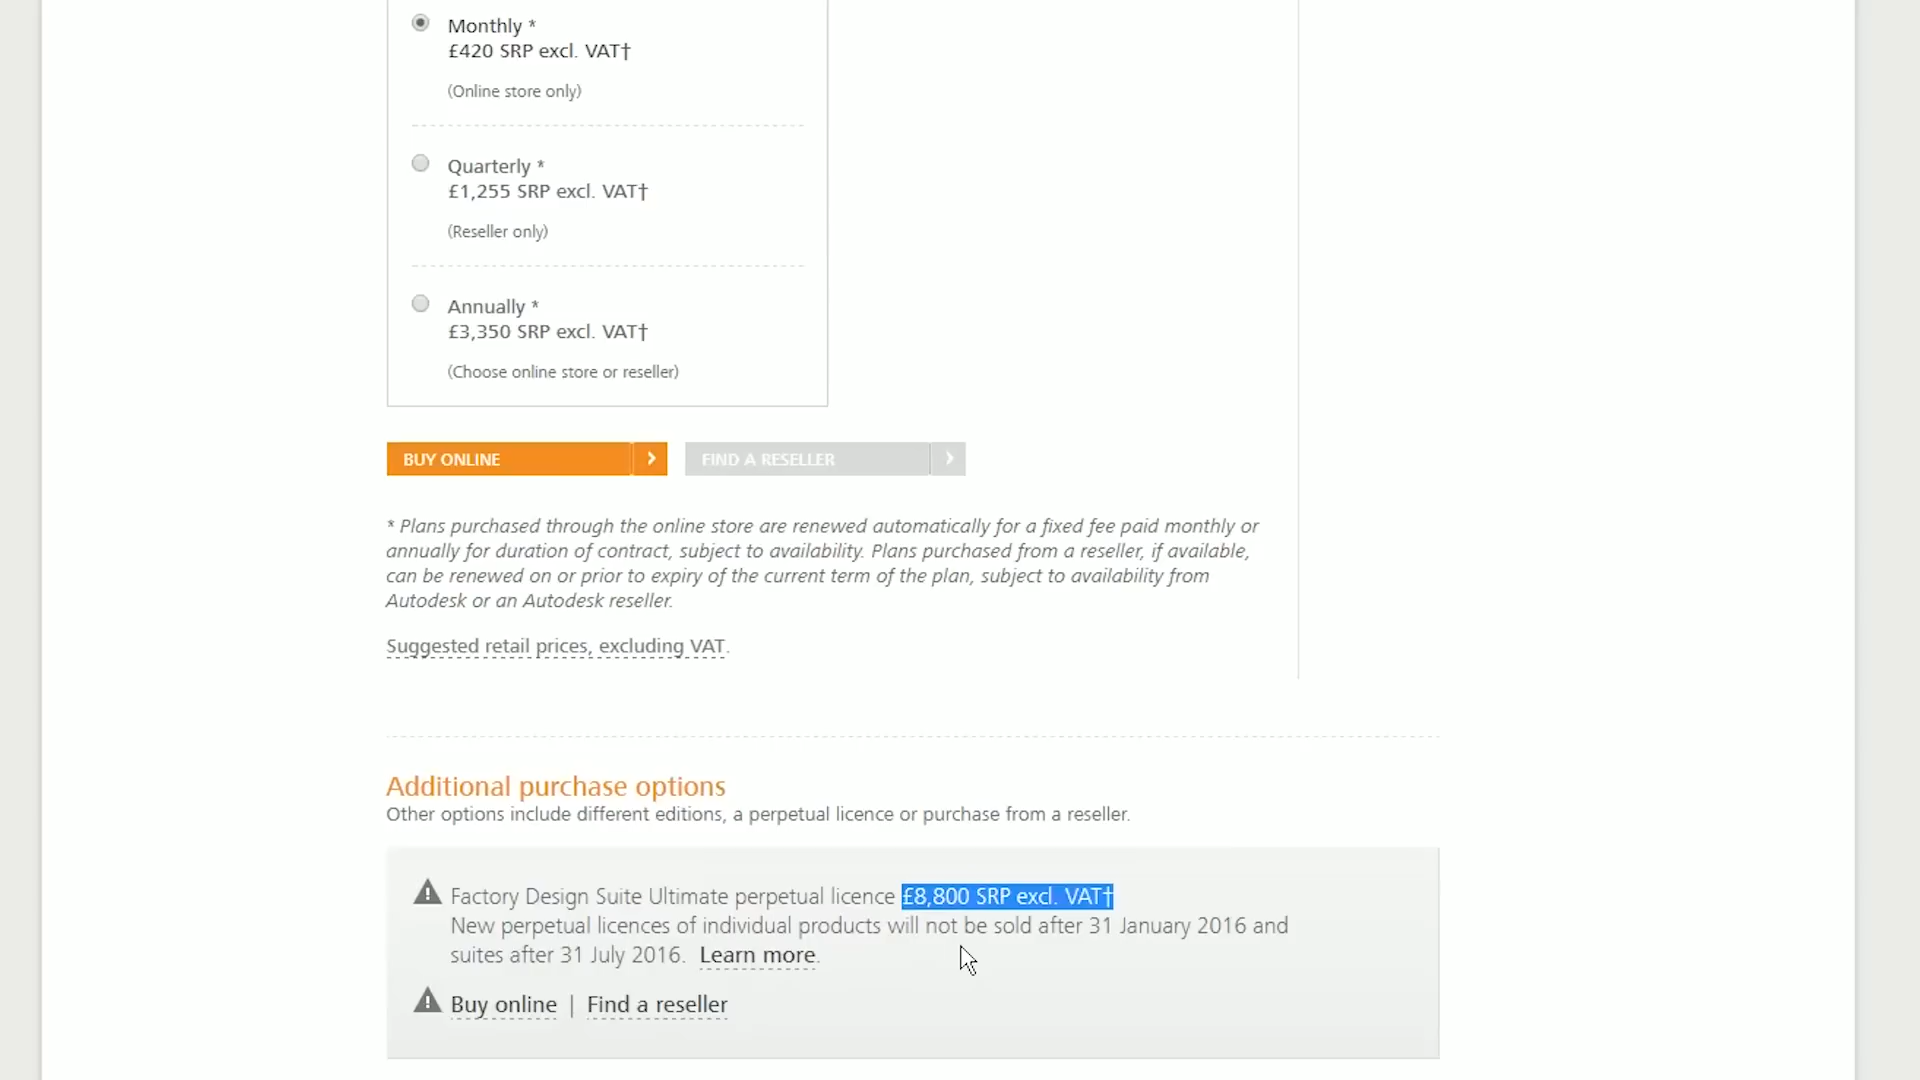 Monthly *
£420 SRP excl. VAT†
(Online store only)
Quarterly *
£1,255 SRP excl. VAT†
(Reseller only)
Annually *
£3,350 SRP excl. VAT†
(Choose online store or reseller)
BUY ONLINE
FIND A RESELLER
* Plans purchased through the online store are renewed automatically for a fixed fee paid monthly or
annually for duration of contract, subject to availability. Plans purchased from a reseller, if available,
can be renewed on or prior to expiry of the current term of the plan, subject to availability from
Autodesk or an Autodesk reseller.
Suggested retail prices, excluding VAT.
Additional purchase options
Other options include different editions, a perpetual licence or purchase from a reseller.
Factory Design Suite Ultimate perpetual licence £8,800 SRP excl. VAT†
New perpetual licences of individual products will not be sold after 31 January 2016 and
suites after 31 July 2016. Learn more.
Buy online | Find a reseller